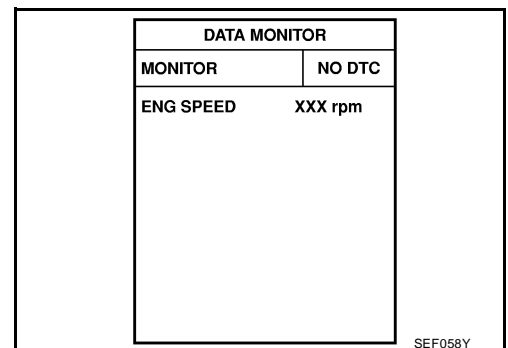 DATA MONITOR
MONITOR NO DTC
ENG SPEED XXX rpm
SEF058Y